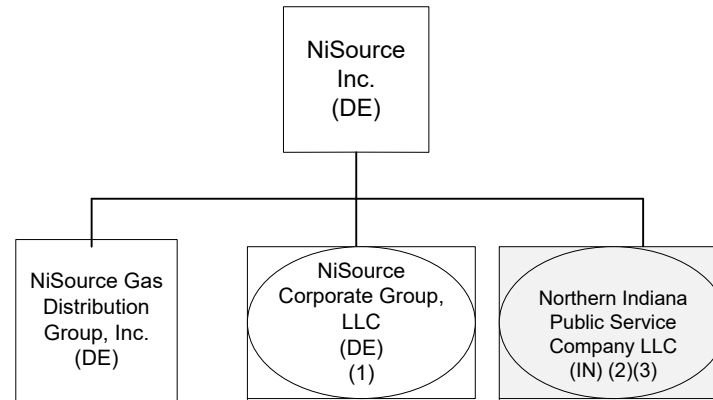 NiSource
Inc.
(DE)
NiSource Gas
Distribution
Group, Inc.
(DE)
NiSource
Corporate Group,
LLC
(DE)
(1)
Northern Indiana
Public Service
Company LLC
(IN) (2)(3)